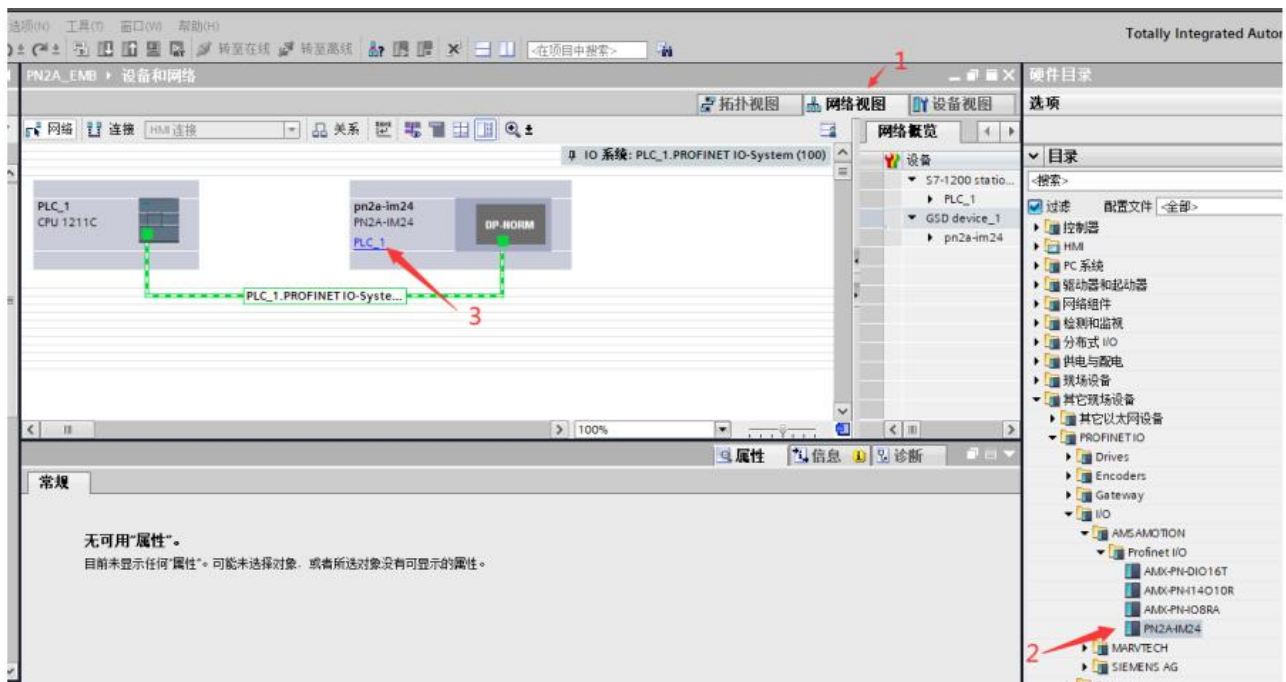 选项(N) 工具(T) 窗口(W) 帮助(H)
转至在线 转至离线 <在项目中搜索>
Totally Integrated Autor
PN2A_EMB 设备和网络
1
硬件目录
拓扑视图 网络视图 设备视图
选项
网络 连接 HMI 连接 关系
网络概览
IO 系统: PLC_1.PROFINET IO-System (100)
设备
S7-1200 statio...
PLC_1
GSD device_1
pn2a-im24
目录
<搜索>
过滤 配置文件 <全部>
PLC_1
CPU 1211C
pn2a-im24
PN2A-IM24
PLC_1
DP-NORM
PLC_1.PROFINET IO-Syste...
3
控制器
HMI
PC 系统
驱动器和起动器
网络组件
检测和监视
分布式 I/O
供电与配电
现场设备
其它现场设备
其它以太网设备
PROFINET IO
Drives
Encoders
Gateway
I/O
AMSAMOTION
Profinet I/O
AMX-PN-DIO16T
AMX-PN-I14O10R
AMX-PN-IO8RA
PN2A-IM24
2
MARVTECH
SIEMENS AG
100%
属性 信息 诊断
常规
无可用"属性"。
目前未显示任何"属性"。可能未选择对象，或者所选对象没有可显示的属性。